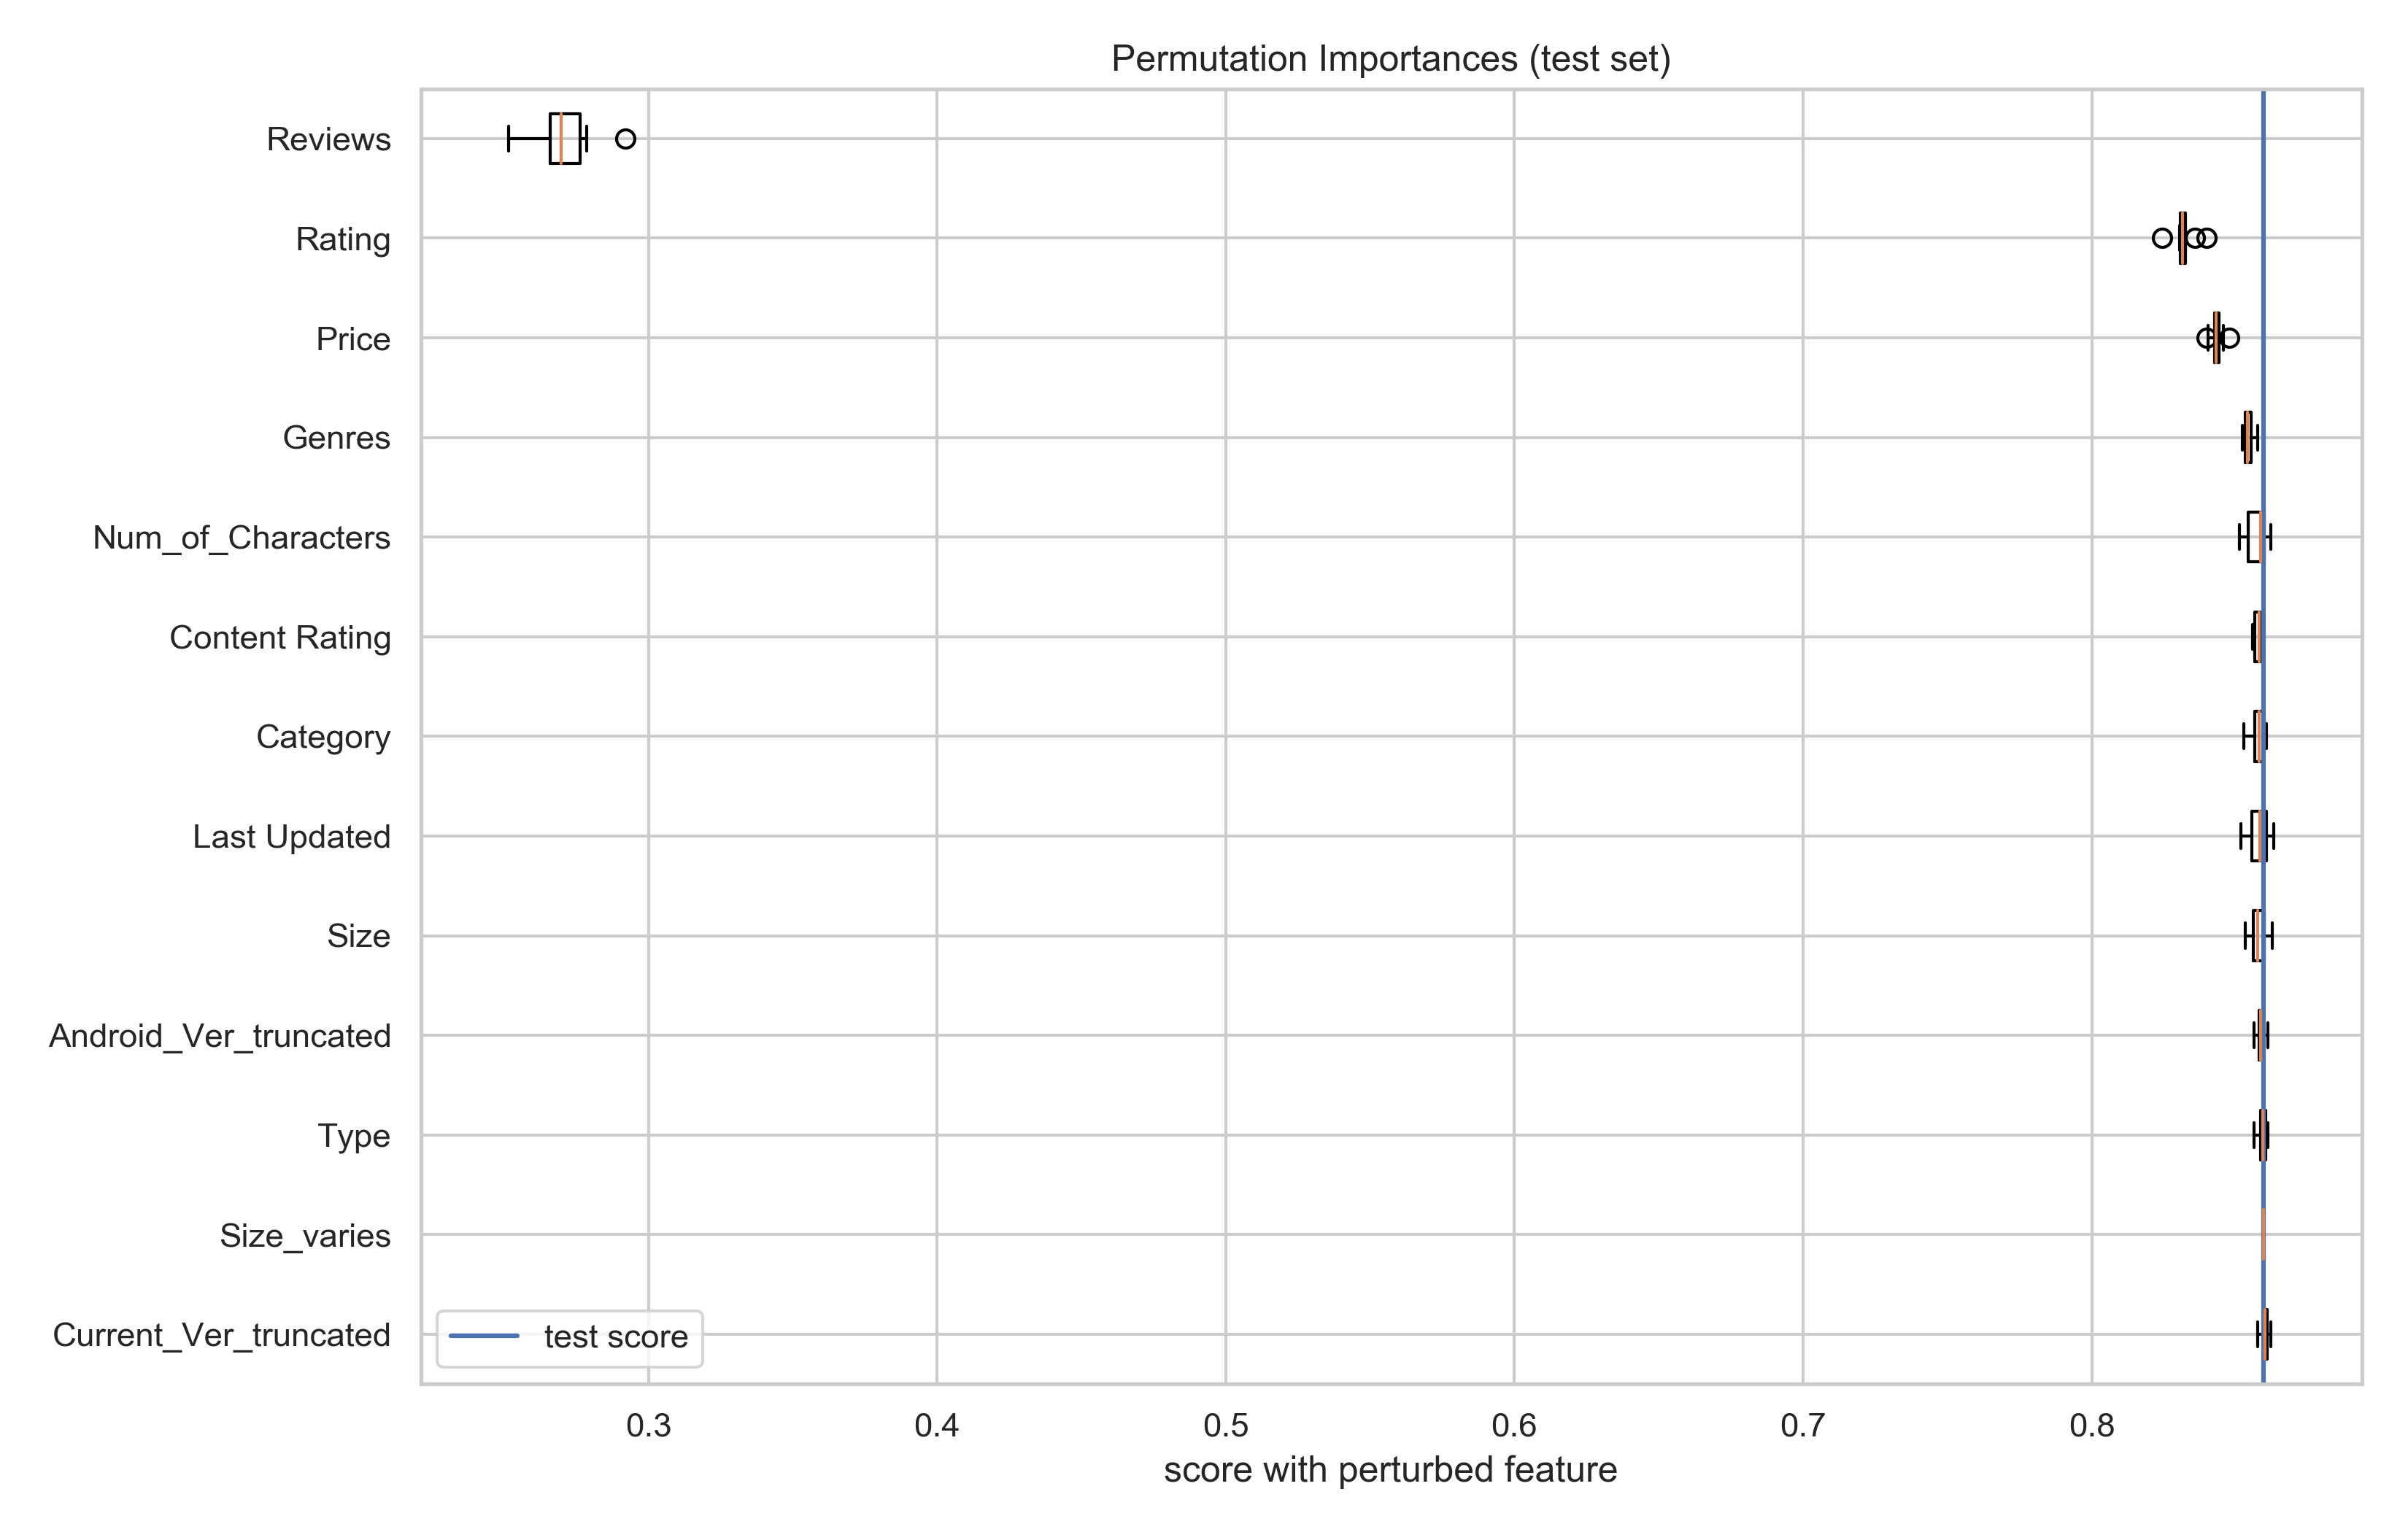 Permutation Importances (test set)
Reviews
Rating
Price
Genres
Num_of_Characters
Content Rating
Category
Last Updated
Size
Android_Ver_truncated
Type
Size_varies
Current_Ver_truncated
test score
0.3 0.4 0.5 0.6 0.7 0.8
score with perturbed feature